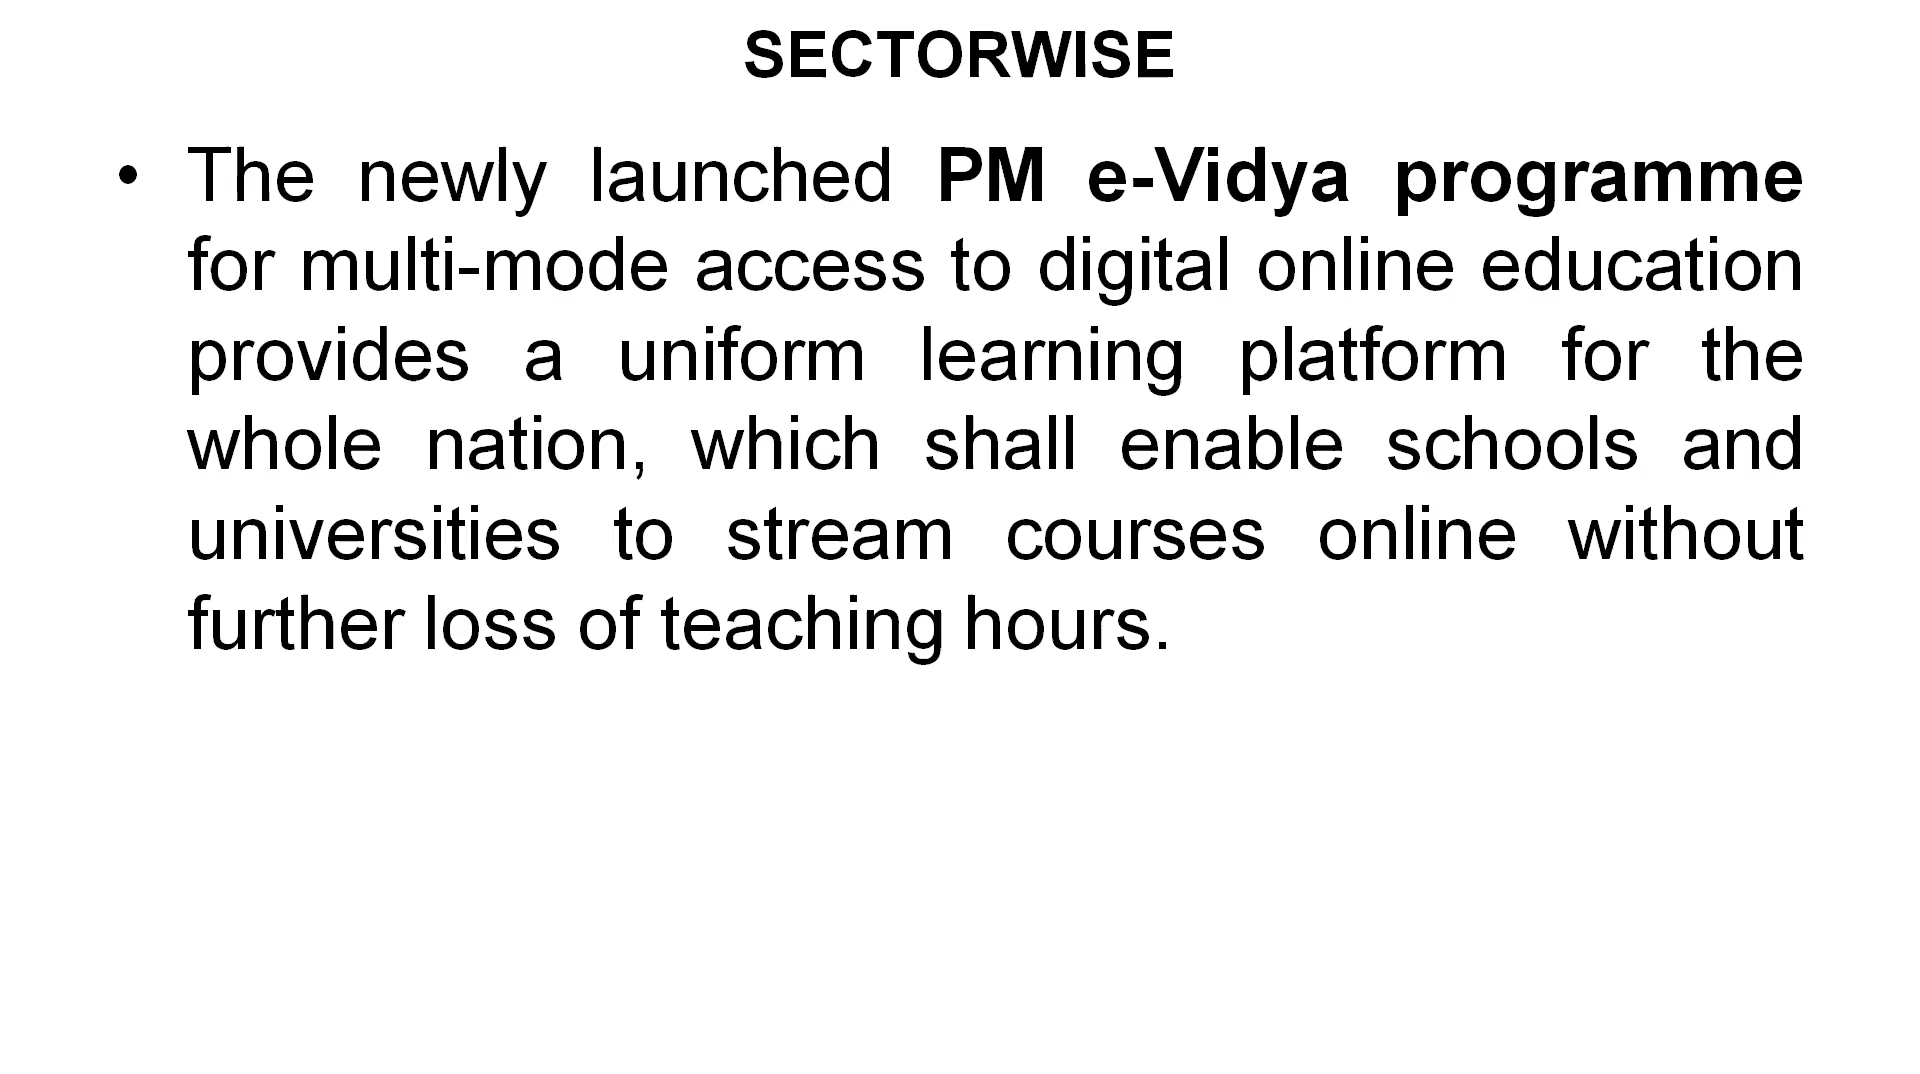 SECTORWISE
• The newly launched PM e-Vidya programme
for multi-mode access to digital online education
provides a uniform learning platform for the
whole nation, which shall enable schools and
universities to stream courses online without
further loss of teaching hours.